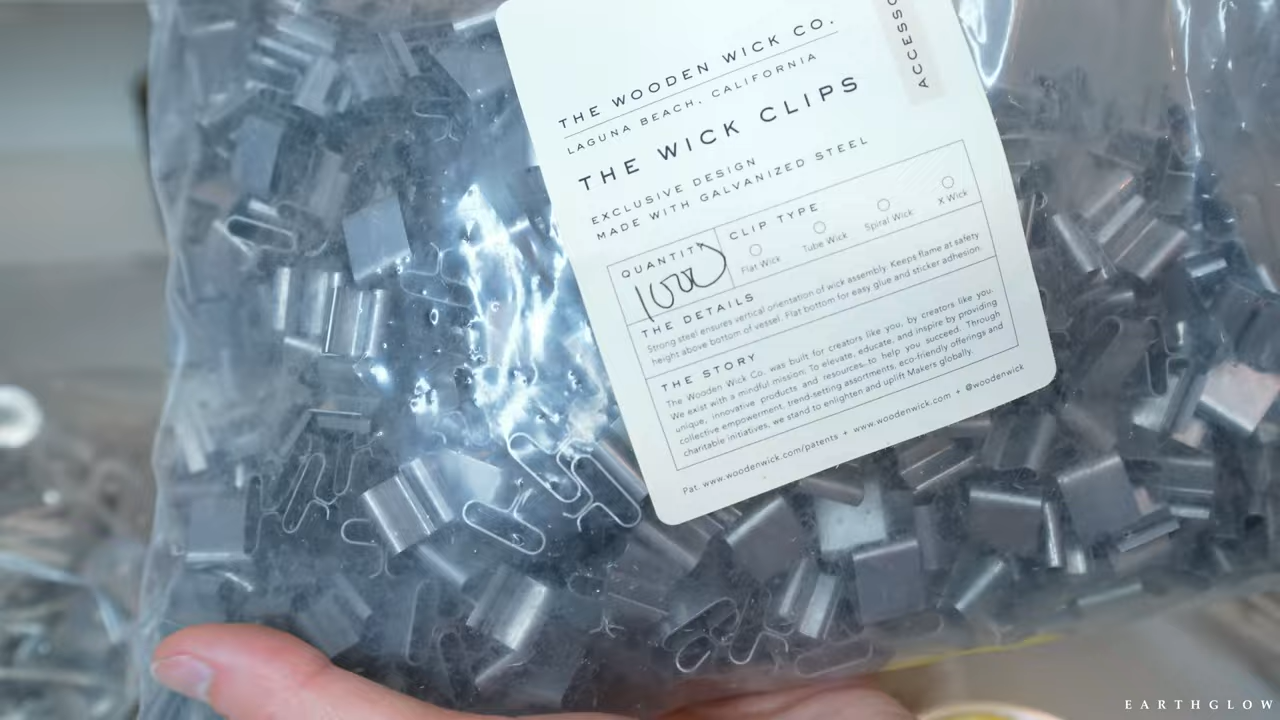 THE WOODEN WICK CO.
LAGUNA BEACH, CALIFORNIA
THE WICK CLIPS
EXCLUSIVE DESIGN
MADE WITH GALVANIZED STEEL
QUANTITY
1000
CLIP TYPE
Flat Wick
Tube Wick
Spiral Wick
X Wick
THE DETAILS
Strong steel ensures vertical orientation of wick assembly. Keeps flame at safety
height above bottom of vessel. Flat bottom for easy glue and sticker adhesion.
THE STORY
The Wooden Wick Co. was built for creators like you, by creators like you.
We exist with a mindful mission: To elevate, educate, and inspire by providing
unique, innovative products and resources to help you succeed. Through
collective empowerment, trend-setting assortments, eco-friendly offerings and
charitable initiatives, we stand to enlighten and uplift Makers globally.
Pat. www.woodenwick.com/patents + www.woodenwick.com + @woodenwick
EARTHGLOW